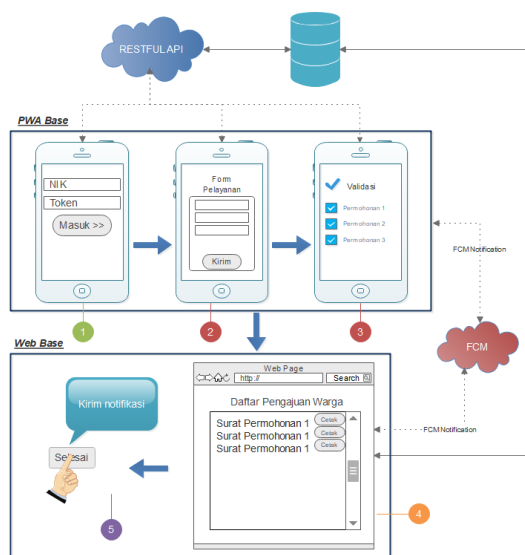 RESTFULAPI
PWA Base
NIK
Token
Masuk >>
Form
Pelayanan
Kirim
Validasi
Permohonan 1
Permohonan 2
Permohonan 3
1
2
3
FCM Notification
FCM
FCM Notification
Web Base
Kirim notifikasi
Selesai
5
Web Page
http://
Search
Daftar Pengajuan Warga
Surat Permohonan 1 Cetak
Surat Permohonan 1 Cetak
Surat Permohonan 1 Cetak
4